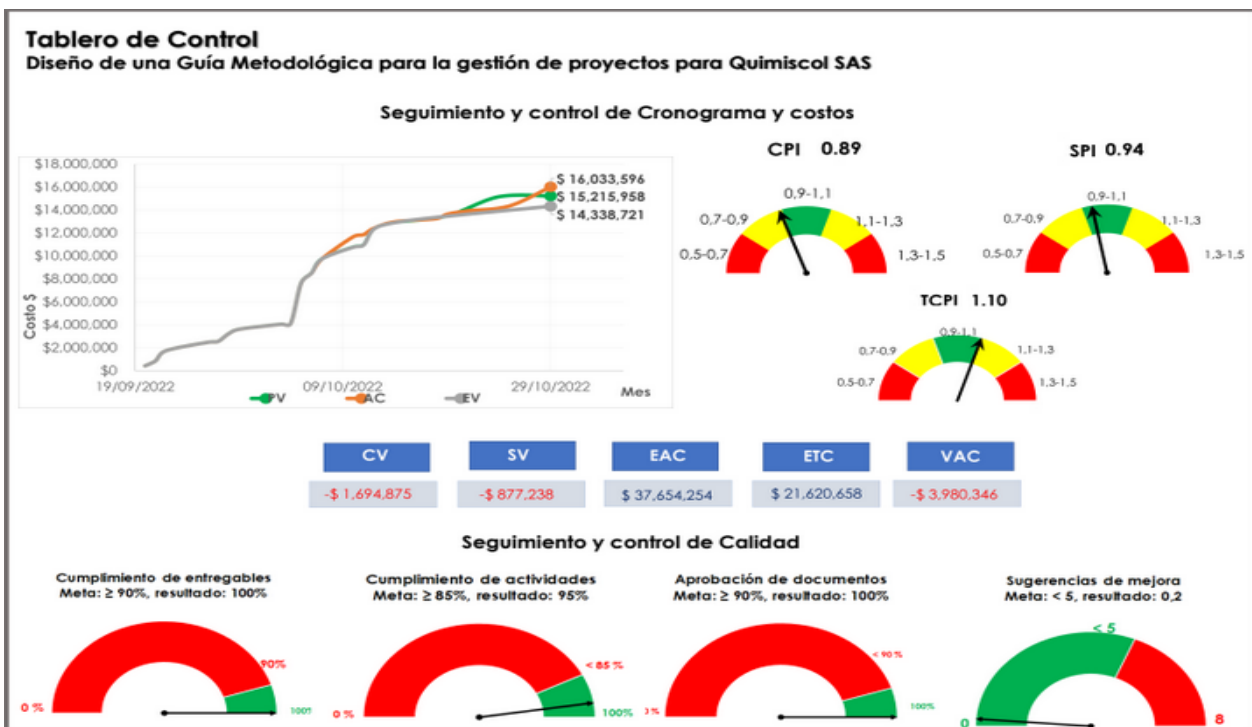 Tablero de Control
Diseño de una Guía Metodológica para la gestión de proyectos para Quimiscol SAS
Seguimiento y control de Cronograma y costos
$18,000,000
$16,000,000
$14,000,000
$12,000,000
$10,000,000
$8,000,000
$6,000,000
$4,000,000
$2,000,000
$0
Costo $
$ 16,033,596
$ 15,215,958
$ 14,338,721
19/09/2022
09/10/2022
29/10/2022
Mes
PV
AC
EV
CPI 0.89
0,5-0,7
0,7-0,9
0,9-1,1
1,1-1,3
1,3-1,5
SPI 0.94
0,5-0,7
0,7-0,9
0,9-1,1
1,1-1,3
1,3-1,5
TCPI 1.10
0,5-0,7
0,7-0,9
0,9-1,1
1,1-1,3
1,3-1,5
CV
SV
EAC
ETC
VAC
-$ 1,694,875
-$ 877,238
$ 37,654,254
$ 21,620,658
-$ 3,980,346
Seguimiento y control de Calidad
Cumplimiento de entregables
Meta: ≥ 90%, resultado: 100%
0 %
90%
100%
Cumplimiento de actividades
Meta: ≥ 85%, resultado: 95%
0 %
< 85 %
100%
Aprobación de documentos
Meta: ≥ 90%, resultado: 100%
< 90 %
100%
Sugerencias de mejora
Meta: < 5, resultado: 0,2
0
< 5
8